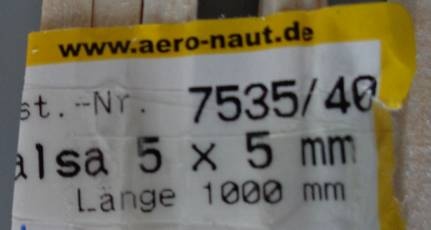 www.aero-naut.de
st.-Nr. 7535/40
alsa 5 x 5 mm
Länge 1000 mm